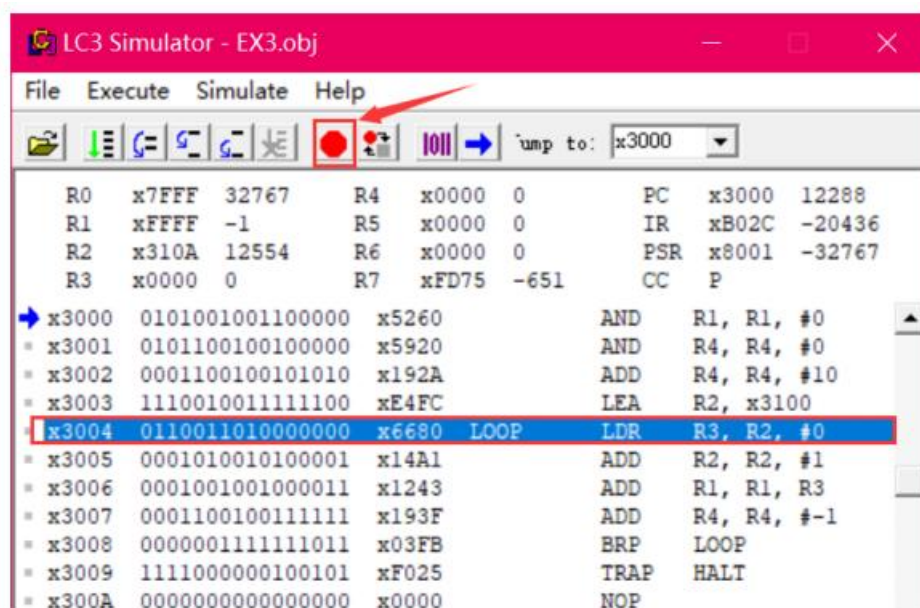 LC3 Simulator - EX3.obj
File Execute Simulate Help
ump to: x3000
R0 x7FFF 32767 R4 x0000 0 PC x3000 12288
R1 xFFFF -1 R5 x0000 0 IR xB02C -20436
R2 x310A 12554 R6 x0000 0 PSR x8001 -32767
R3 x0000 0 R7 xFD75 -651 CC P
x3000 0101001001100000 x5260 AND R1, R1, #0
x3001 0101100100100000 x5920 AND R4, R4, #0
x3002 0001100100101010 x192A ADD R4, R4, #10
x3003 1110010011111100 xE4FC LEA R2, x3100
x3004 0110011010000000 x6680 LOOP LDR R3, R2, #0
x3005 0001010010100001 x14A1 ADD R2, R2, #1
x3006 0001001001000011 x1243 ADD R1, R1, R3
x3007 0001100100111111 x193F ADD R4, R4, #-1
x3008 0000001111111011 x03FB BRP LOOP
x3009 1111000000100101 xF025 TRAP HALT
x300A 0000000000000000 x0000 NOP